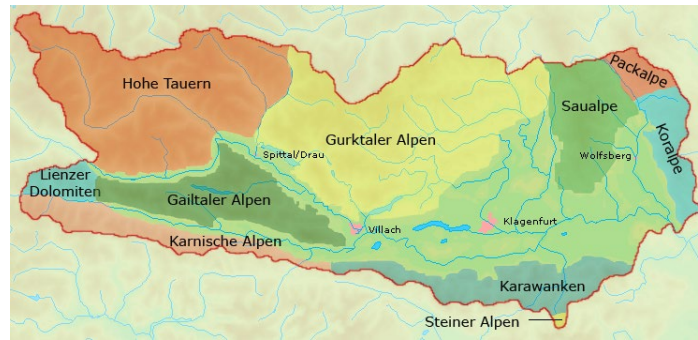 Hohe Tauern
Packalpe
Saualpe
Koralpe
Gurktaler Alpen
Spittal/Drau
Wolfsberg
Lienzer
Dolomiten
Gailtaler Alpen
Klagenfurt
Villach
Karnische Alpen
Karawanken
Steiner Alpen